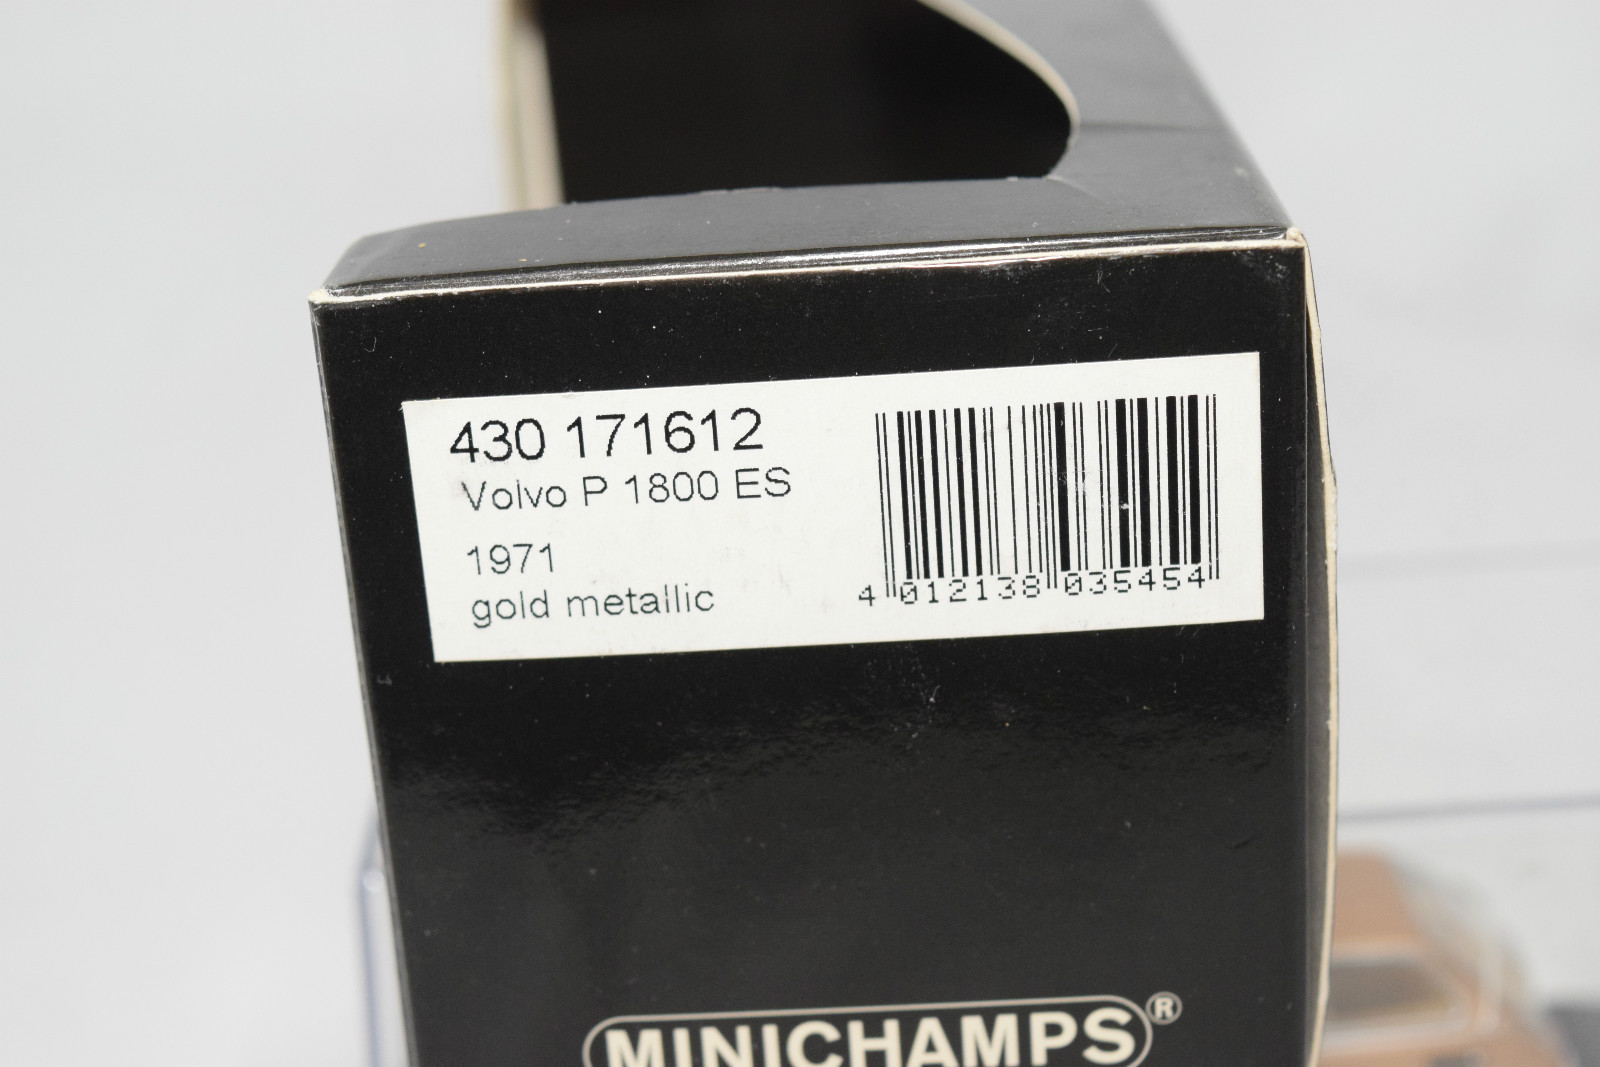 430 171612
Volvo P 1800 ES
1971
gold metallic
4 012138 035454
MINICHAMPS®